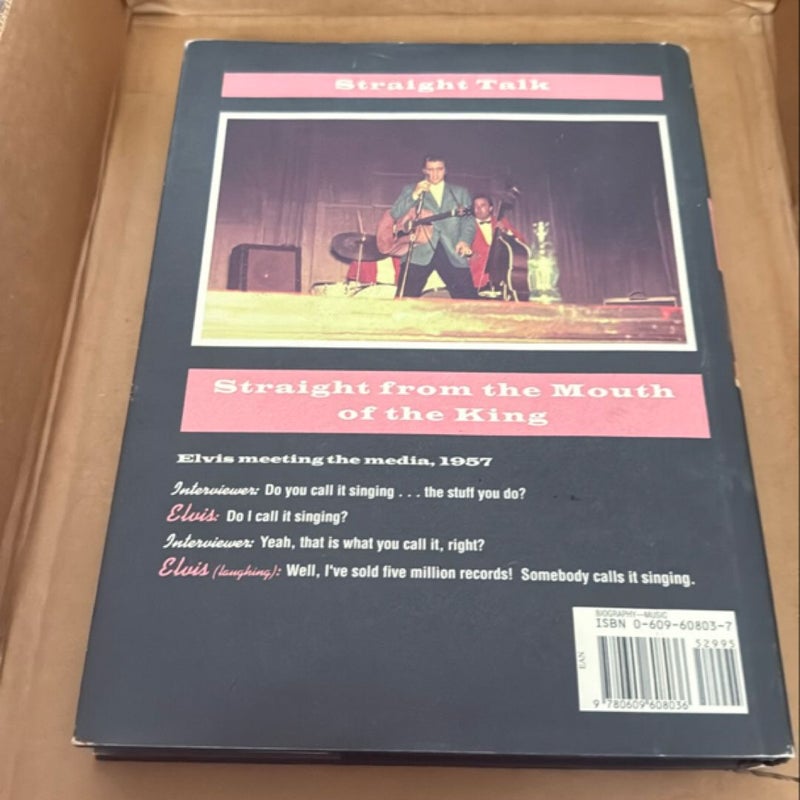 Straight Talk
Straight from the Mouth
of the King
Elvis meeting the media, 1957
Interviewer: Do you call it singing . . . the stuff you do?
Elvis: Do I call it singing?
Interviewer: Yeah, that is what you call it, right?
Elvis (laughing): Well, I've sold five million records! Somebody calls it singing.
BIOGRAPHY—MUSIC
ISBN 0-609-60803-7
52995
EAN
9 780609 608036